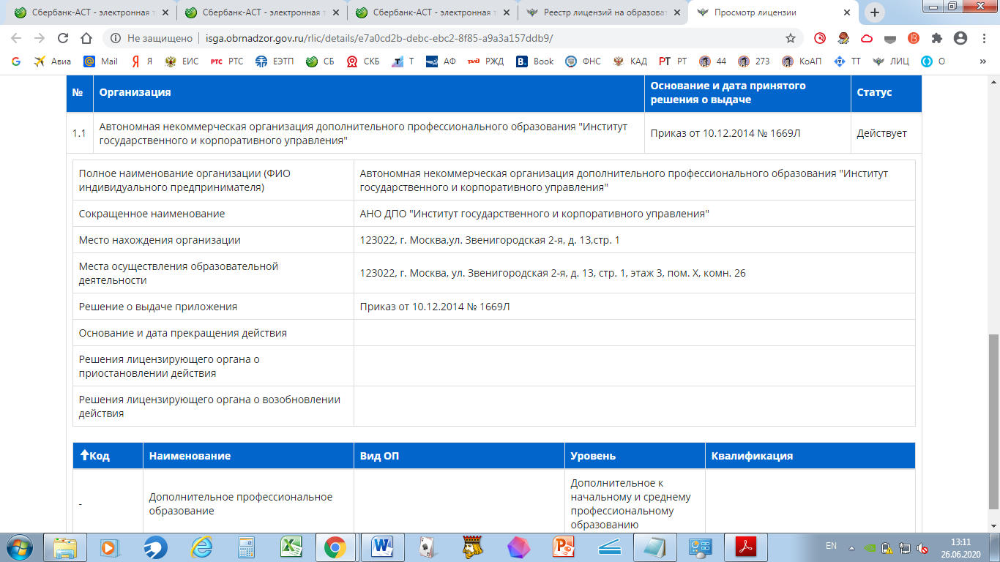 Сбербанк-АСТ - электронная т
Сбербанк-АСТ - электронная т
Сбербанк-АСТ - электронная т
Реестр лицензий на образоват
Просмотр лицензии
Не защищено
isga.obrnadzor.gov.ru/rlic/details/e7a0cd2b-debc-ebc2-8f85-a9a3a157ddb9/
G
Авиа
@ Mail
Я Я
ЕИС
РТС РТС
ЕЭТП
СБ
СКБ
Т
АФ
РЖД
B. Book
ФНС
КАД
РТ РТ
44
273
КоАП
ТТ
ЛИЦ
О
»
№
Организация
Основание и дата принятого
решения о выдаче
Статус
1.1
Автономная некоммерческая организация дополнительного профессионального образования "Институт
государственного и корпоративного управления"
Приказ от 10.12.2014 № 1669Л
Действует
Полное наименование организации (ФИО
индивидуального предпринимателя)
Автономная некоммерческая организация дополнительного профессионального образования "Институт
государственного и корпоративного управления"
Сокращенное наименование
АНО ДПО "Институт государственного и корпоративного управления"
Место нахождения организации
123022, г. Москва,ул. Звенигородская 2-я, д. 13,стр. 1
Места осуществления образовательной
деятельности
123022, г. Москва, ул. Звенигородская 2-я, д. 13, стр. 1, этаж 3, пом. X, комн. 26
Решение о выдаче приложения
Приказ от 10.12.2014 № 1669Л
Основание и дата прекращения действия
Решения лицензирующего органа о
приостановлении действия
Решения лицензирующего органа о возобновлении
действия
Код
Наименование
Вид ОП
Уровень
Квалификация
-
Дополнительное профессиональное
образование
Дополнительное к
начальному и среднему
профессиональному
образованию
EN
13:11
26.06.2020